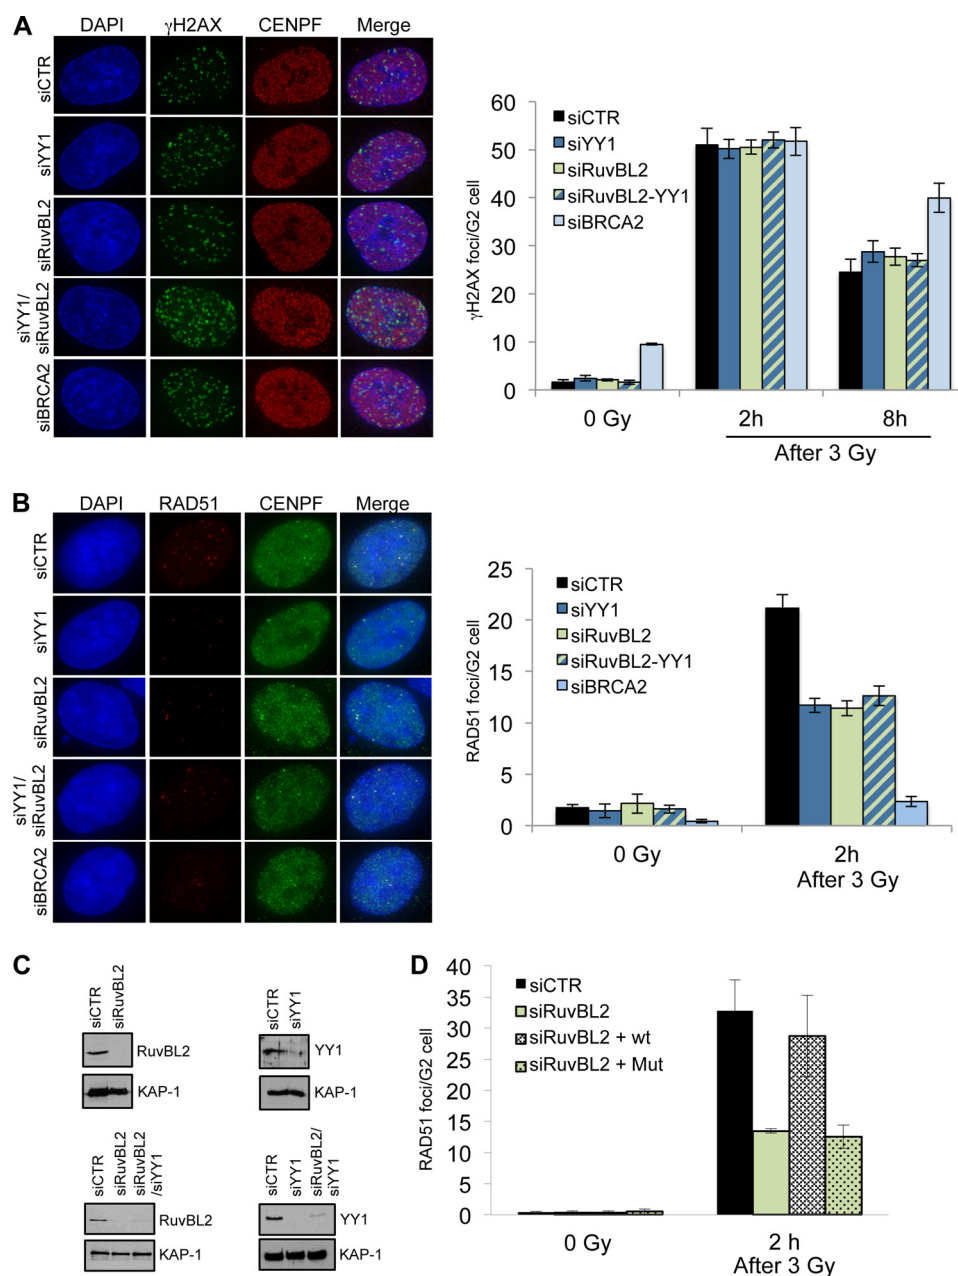 A
DAPI
γH2AX
CENPF
Merge
siCTR
siYY1
siRuvBL2
siYY1/
siRuvBL2
siBRCA2
γH2AX foci/G2 cell
60
50
40
30
20
10
0
siCTR
siYY1
siRuvBL2
siRuvBL2-YY1
siBRCA2
0 Gy
2h
8h
After 3 Gy
B
DAPI
RAD51
CENPF
Merge
siCTR
siYY1
siRuvBL2
siYY1/
siRuvBL2
siBRCA2
RAD51 foci/G2 cell
25
20
15
10
5
0
siCTR
siYY1
siRuvBL2
siRuvBL2-YY1
siBRCA2
0 Gy
2h
After 3 Gy
C
siCTR
siRuvBL2
RuvBL2
KAP-1
siCTR
siYY1
YY1
KAP-1
siCTR
siRuvBL2
siRuvBL2
/siYY1
RuvBL2
KAP-1
siCTR
siYY1
siRuvBL2/
siYY1
YY1
KAP-1
D
RAD51 foci/G2 cell
40
35
30
25
20
15
10
5
0
siCTR
siRuvBL2
siRuvBL2 + wt
siRuvBL2 + Mut
0 Gy
2 h
After 3 Gy